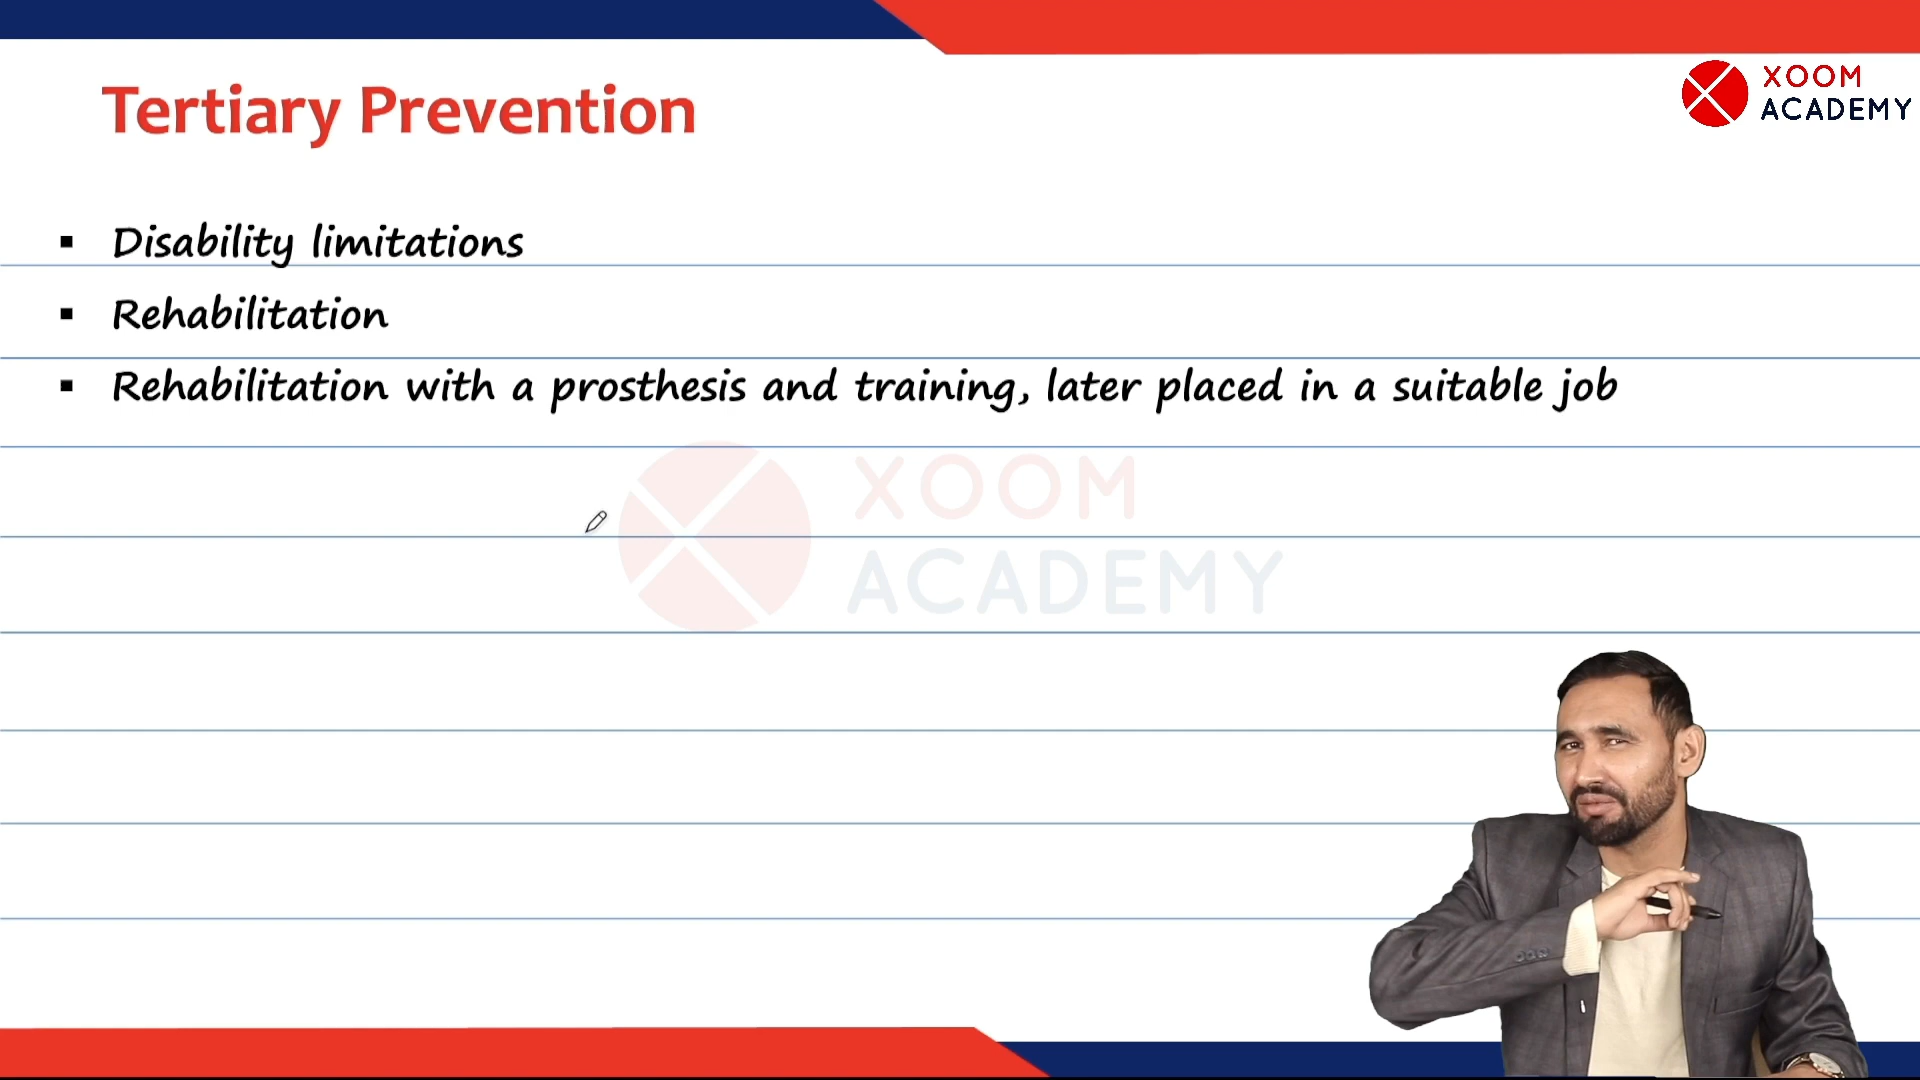 XOOM
ACADEMY
Tertiary Prevention
▪ Disability limitations
▪ Rehabilitation
▪ Rehabilitation with a prosthesis and training, later placed in a suitable job
XOOM
ACADEMY